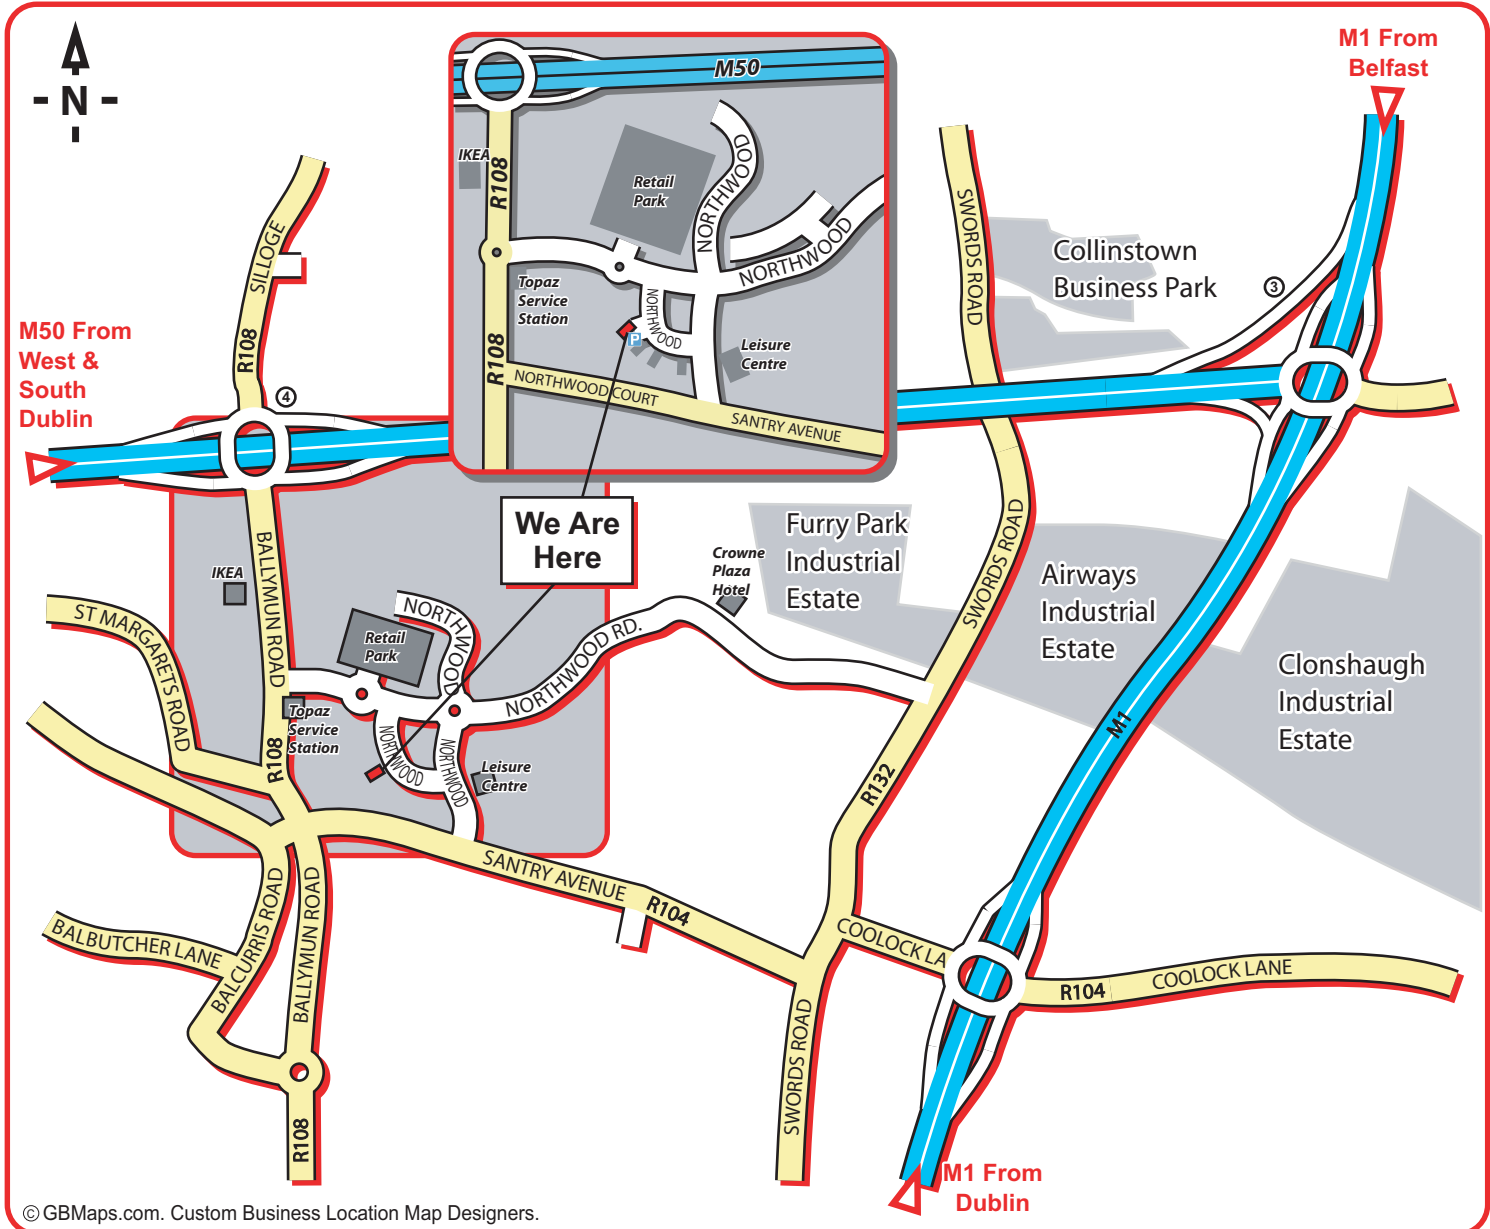 N
M1 From
Belfast
M50
IKEA
R108
Retail
Park
NORTHWOOD
NORTHWOOD
Topaz
Service
Station
NORTHWOOD
P
R108
Leisure
Centre
NORTHWOOD COURT
SANTRY AVENUE
SILLOGE
R108
M50 From
West &
South
Dublin
4
SWORDS ROAD
Collinstown
Business Park
3
We Are
Here
IKEA
BALLYMUN ROAD
ST MARGARETS ROAD
Retail
Park
NORTHWOOD
NORTHWOOD RD.
Crowne
Plaza
Hotel
Furry Park
Industrial
Estate
SWORDS ROAD
Airways
Industrial
Estate
Clonshaugh
Industrial
Estate
Topaz
Service
Station
R108
NORTHWOOD
NORTHWOOD
Leisure
Centre
M1
R132
SANTRY AVENUE
R104
BALBUTCHER LANE
BALCURRIS ROAD
BALLYMUN ROAD
COOLOCK LA
R104
COOLOCK LANE
SWORDS ROAD
R108
M1 From
Dublin
© GBMaps.com. Custom Business Location Map Designers.